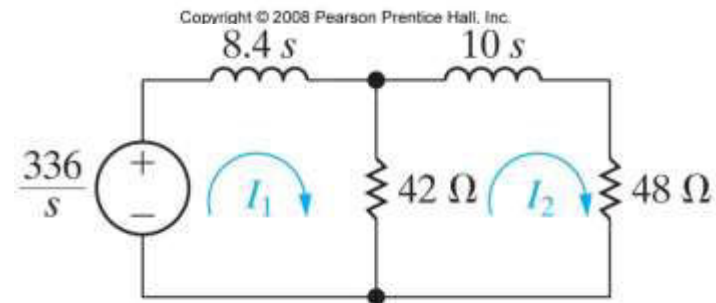 Copyright © 2008 Pearson Prentice Hall, Inc.
8.4 s
10 s
336
s
+
−
I₁
42 Ω
I₂
48 Ω